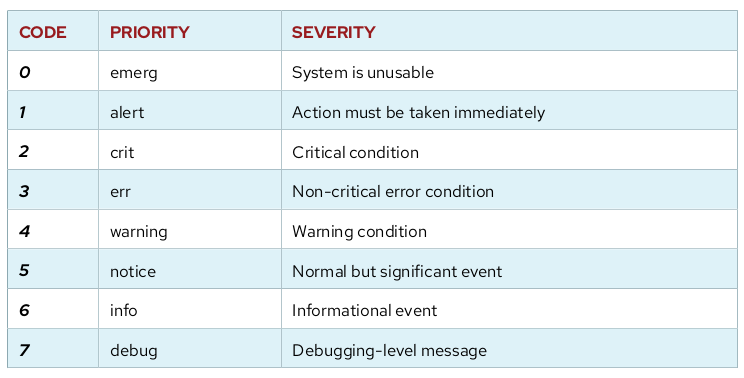 CODE PRIORITY SEVERITY
0 emerg System is unusable
1 alert Action must be taken immediately
2 crit Critical condition
3 err Non-critical error condition
4 warning Warning condition
5 notice Normal but significant event
6 info Informational event
7 debug Debugging-level message